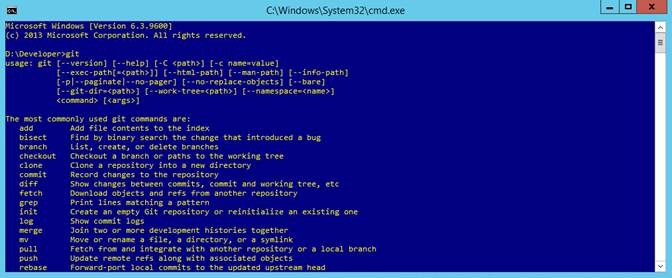 C:\Windows\System32\cmd.exe
Microsoft Windows [Version 6.3.9600]
(c) 2013 Microsoft Corporation. All rights reserved.
D:\Developer>git
usage: git [--version] [--help] [-C <path>] [-c name=value]
[--exec-path[=<path>]] [--html-path] [--man-path] [--info-path]
[-p|--paginate|--no-pager] [--no-replace-objects] [--bare]
[--git-dir=<path>] [--work-tree=<path>] [--namespace=<name>]
<command> [<args>]
The most commonly used git commands are:
add Add file contents to the index
bisect Find by binary search the change that introduced a bug
branch List, create, or delete branches
checkout Checkout a branch or paths to the working tree
clone Clone a repository into a new directory
commit Record changes to the repository
diff Show changes between commits, commit and working tree, etc
fetch Download objects and refs from another repository
grep Print lines matching a pattern
init Create an empty Git repository or reinitialize an existing one
log Show commit logs
merge Join two or more development histories together
mv Move or rename a file, a directory, or a symlink
pull Fetch from and integrate with another repository or a local branch
push Update remote refs along with associated objects
rebase Forward-port local commits to the updated upstream head